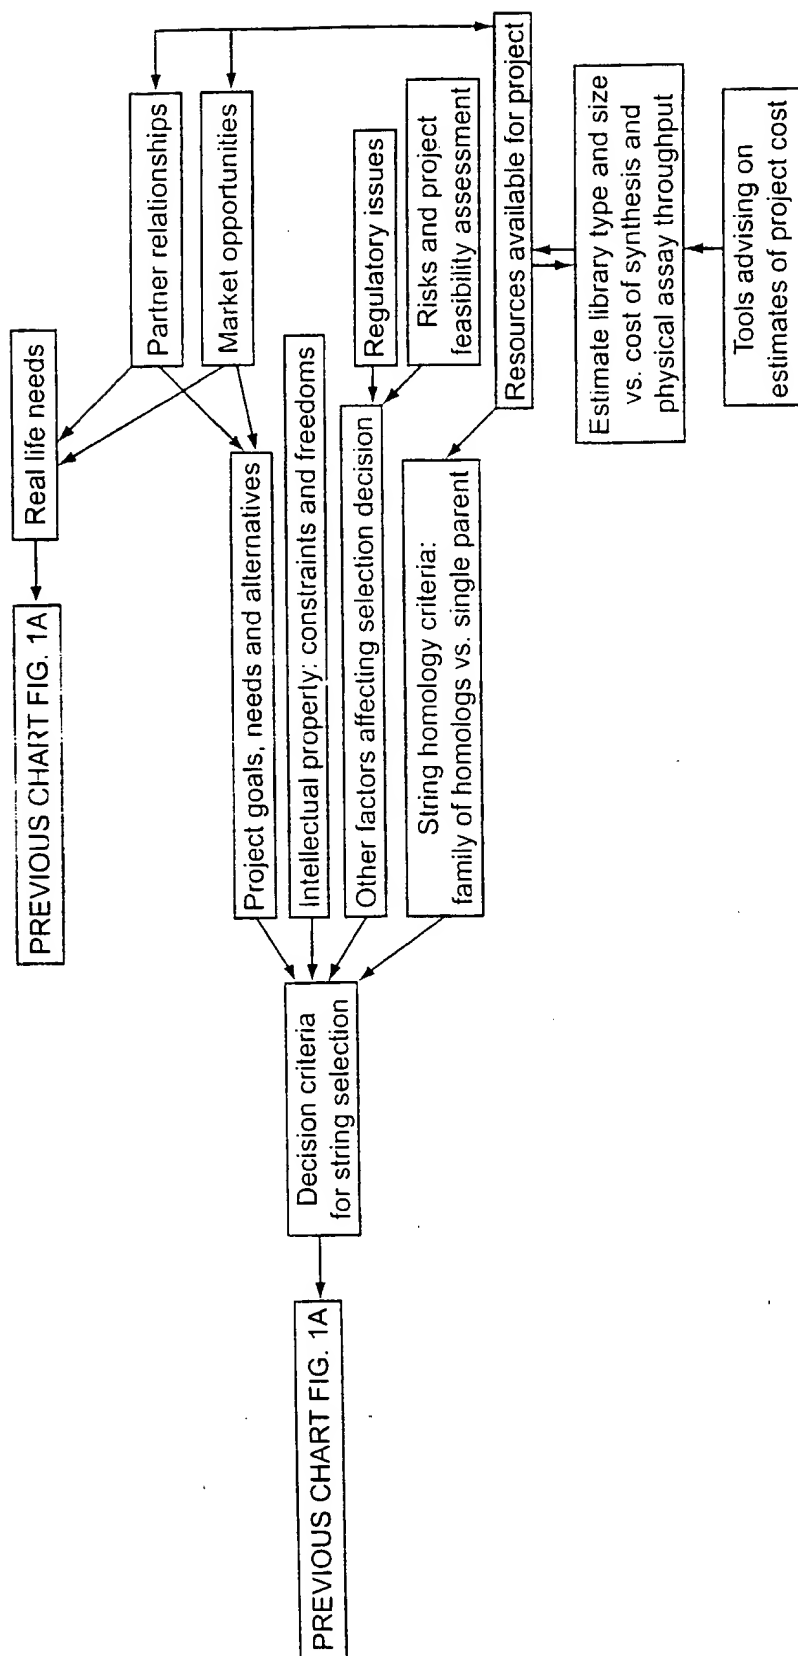 PREVIOUS CHART FIG. 1A
Real life needs
Partner relationships
Market opportunities
PREVIOUS CHART FIG. 1A
Decision criteria
for string selection
Project goals, needs and alternatives
Intellectual property: constraints and freedoms
Other factors affecting selection decision
Regulatory issues
Risks and project
feasibility assessment
String homology criteria:
family of homologs vs. single parent
Resources available for project
Estimate library type and size
vs. cost of synthesis and
physical assay throughput
Tools advising on
estimates of project cost